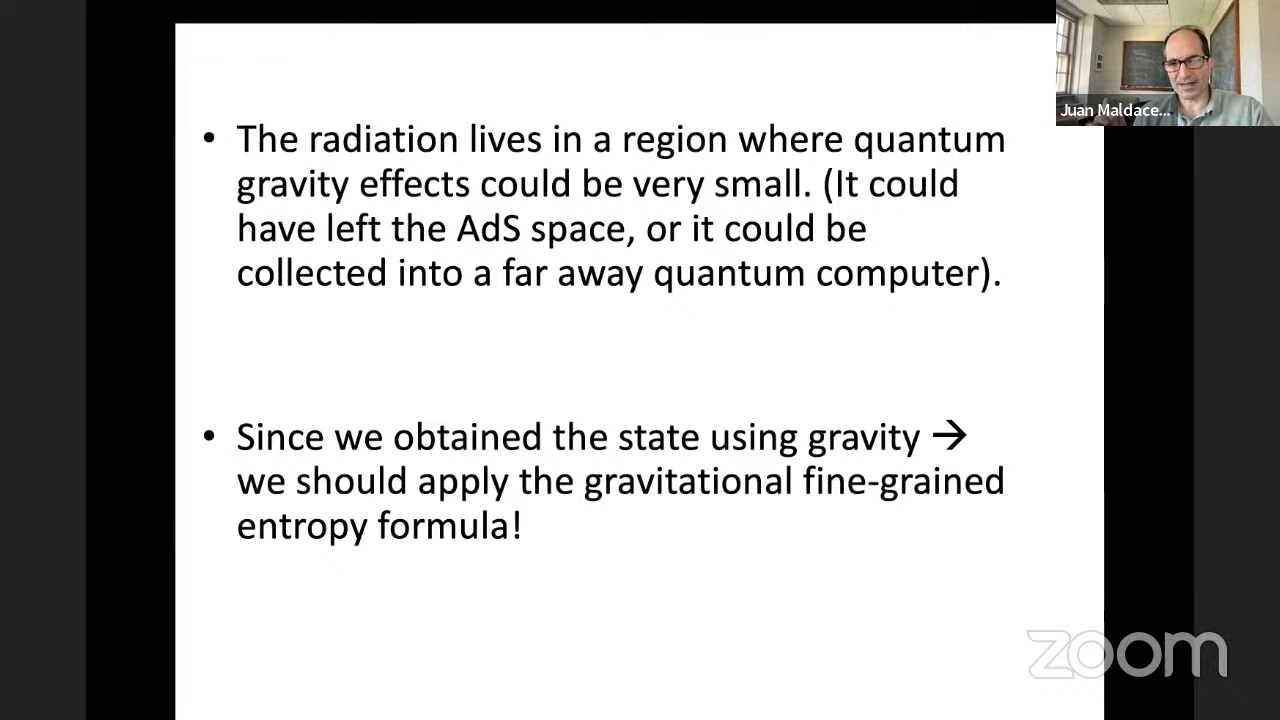 • The radiation lives in a region where quantum
gravity effects could be very small. (It could
have left the AdS space, or it could be
collected into a far away quantum computer).
• Since we obtained the state using gravity →
we should apply the gravitational fine-grained
entropy formula!
Juan Maldace...
zoom